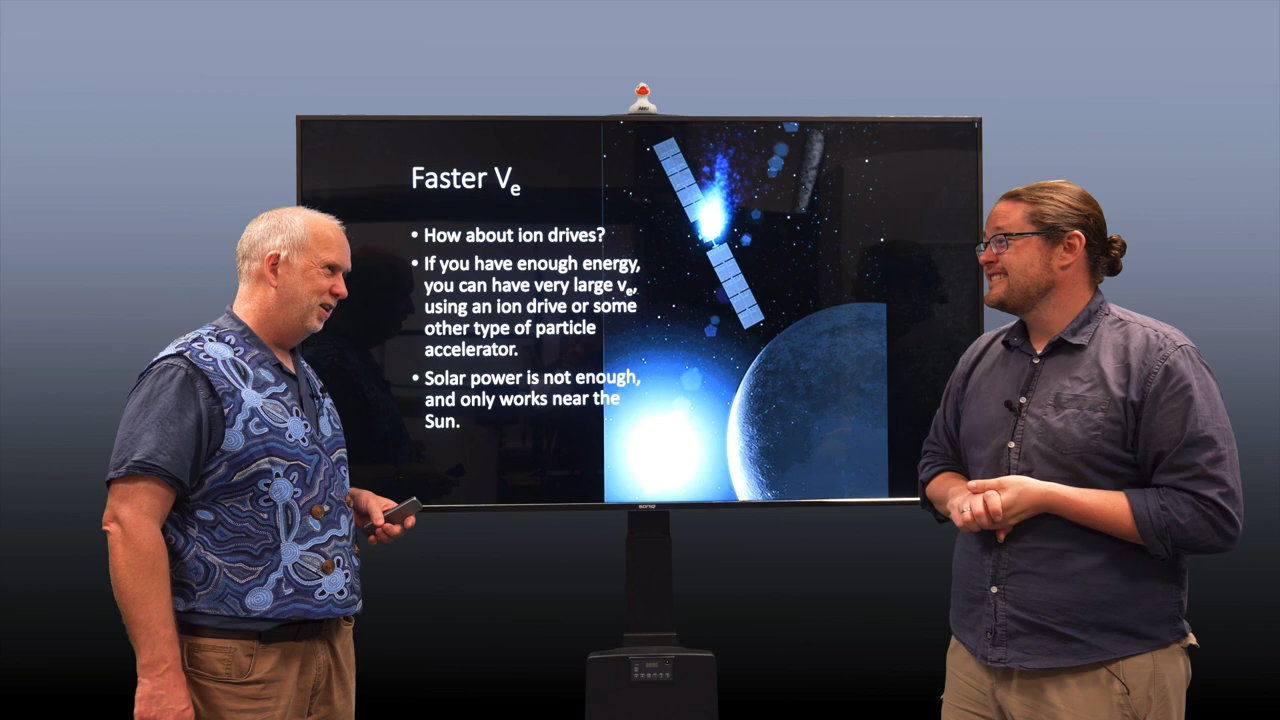 ANU
Faster Vₑ
• How about ion drives?
• If you have enough energy,
you can have very large vₑ,
using an ion drive or some
other type of particle
accelerator.
• Solar power is not enough,
and only works near the
Sun.
SONIQ